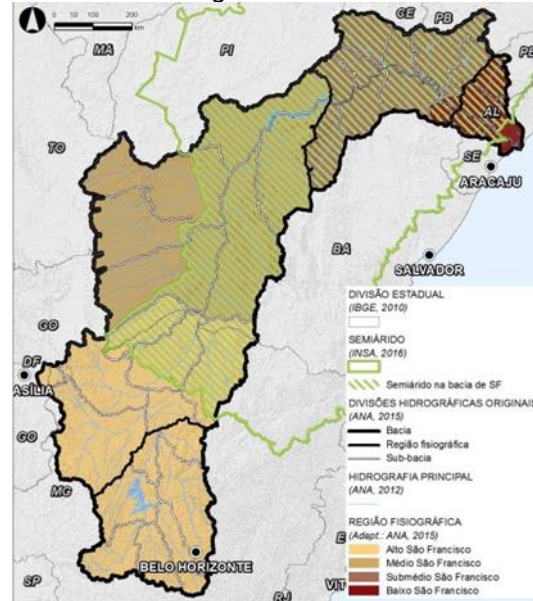 0 50 100 200
km
CE
PB
MA
PI
PE
TO
AL
SE
ARACAJU
BA
SALVADOR
GO
DF
ASÍLIA
GO
MG
BELO HORIZONTE
SP
RJ
VIT
DIVISÃO ESTADUAL
(IBGE, 2010)
SEMIÁRIDO
(INSA, 2016)
Semiárido na bacia de SF
DIVISÕES HIDROGRÁFICAS ORIGINAIS
(ANA, 2015)
Bacia
Região fisiográfica
Sub-bacia
HIDROGRAFIA PRINCIPAL
(ANA, 2012)
REGIÃO FISIOGRÁFICA
(Adapt.: ANA, 2015)
Alto São Francisco
Médio São Francisco
Submédio São Francisco
Baixo São Francisco